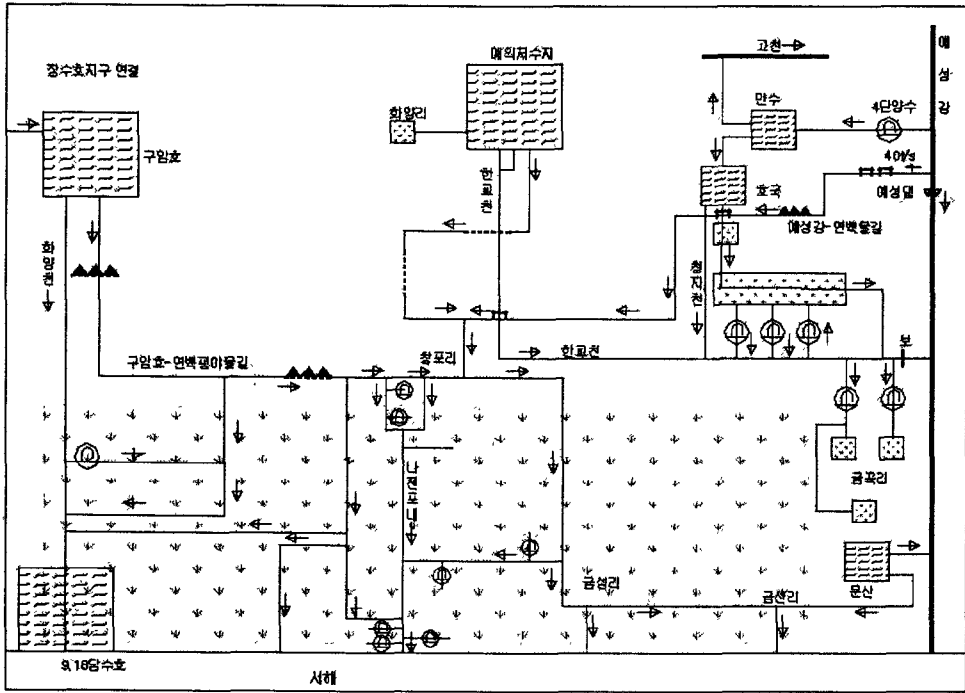 고천
예성강
예의저수지
장수호지구 연결
화양리
만수
4단양수
구암호
한교천
호국
40t/s
예성댐
예성강-연백물길
화양천
청지천
보
구암호-연백평야물길
창포리
한교천
나진포내
금곡리
금성리
금산리
문산
9.18담수호
서해